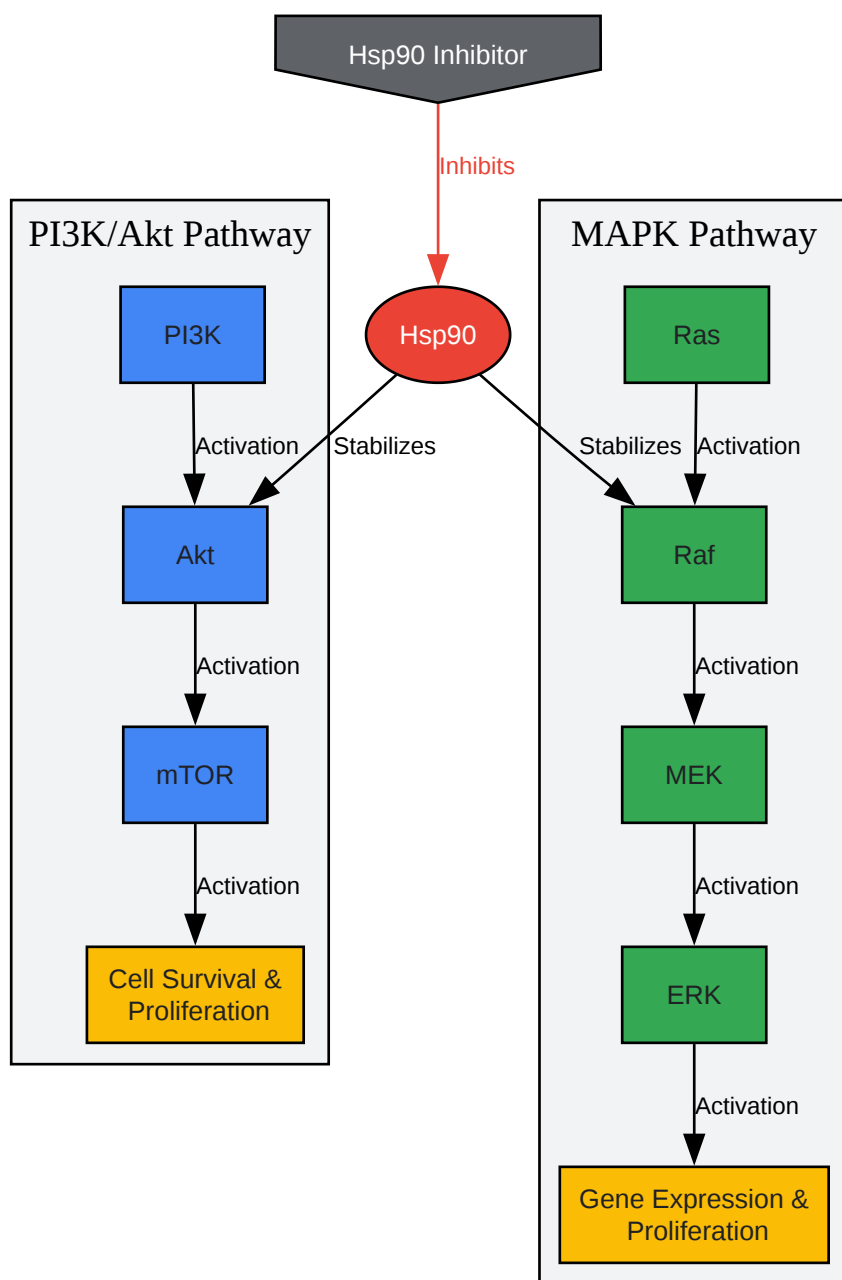 Hsp90 Inhibitor
Inhibits
PI3K/Akt Pathway
MAPK Pathway
PI3K
Hsp90
Ras
Activation
Stabilizes
Stabilizes
Activation
Akt
Raf
Activation
Activation
mTOR
MEK
Activation
Activation
Cell Survival &
Proliferation
ERK
Activation
Gene Expression &
Proliferation